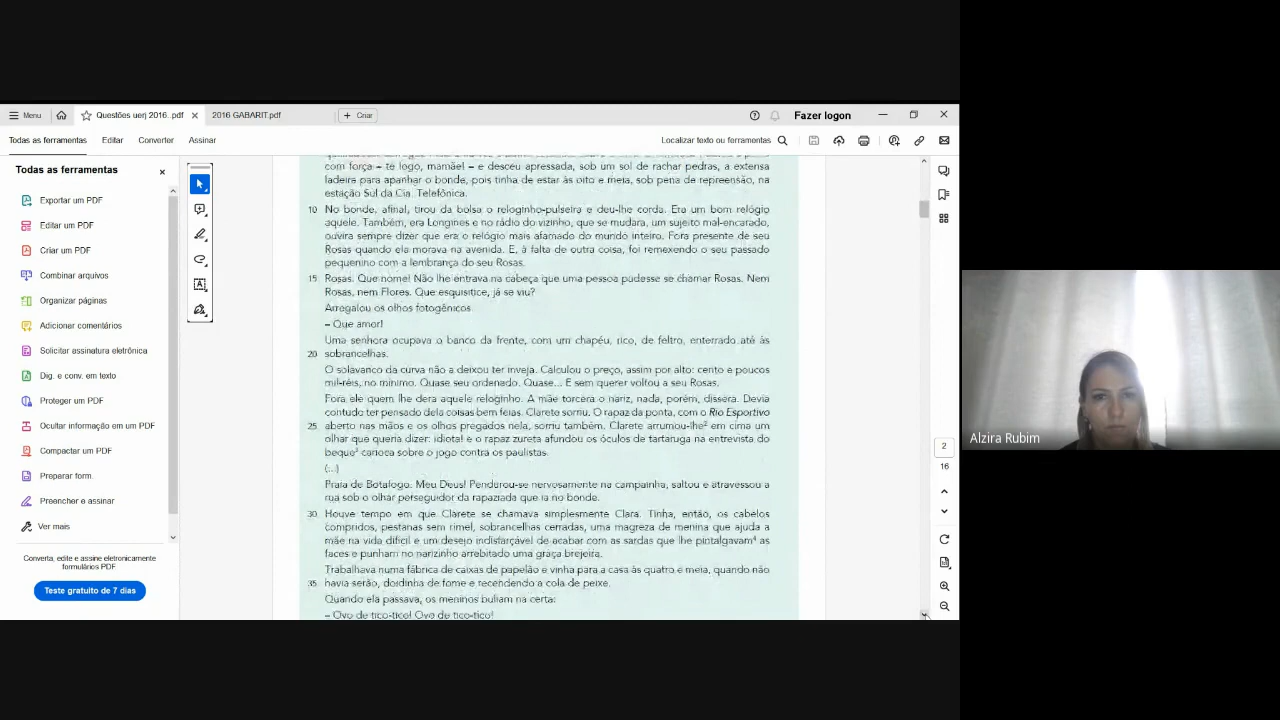 Menu
Questões uerj 2016..pdf
2016 GABARIT.pdf
Criar
Fazer logon
Todas as ferramentas
Editar
Converter
Assinar
Localizar texto ou ferramentas
Todas as ferramentas
Exportar um PDF
Editar um PDF
Criar um PDF
Combinar arquivos
Organizar páginas
Adicionar comentários
Solicitar assinatura eletrônica
Dig. e conv. em texto
Proteger um PDF
Ocultar informação em um PDF
Compactar um PDF
Preparar form.
Preencher e assinar
Ver mais
Converta, edite e assine eletronicamente
formulários PDF
Teste gratuito de 7 dias
com força – té logo, mamãe! – e desceu apressada, sob um sol de rachar pedras, a extensa
ladeira para apanhar o bonde, pois tinha de estar às oito e meia, sob pena de repreensão, na
estação Sul da Cia. Telefônica.
10 No bonde, afinal, tirou da bolsa o reloginho-pulseira e deu-lhe corda. Era um bom relógio
aquele. Também, era Longines e no rádio do vizinho, que se mudara, um sujeito mal-encarado,
ouvira sempre dizer que era o relógio mais afamado do mundo inteiro. Fora presente de seu
Rosas quando ela morava na avenida. E, à falta de outra coisa, foi remexendo o seu passado
pequenino com a lembrança do seu Rosas.
15 Rosas. Que nome! Não lhe entrava na cabeça que uma pessoa pudesse se chamar Rosas. Nem
Rosas, nem Flores. Que esquisitice, já se viu?
Arregalou os olhos fotogênicos:
– Que amor!
Uma senhora ocupava o banco da frente, com um chapéu, rico, de feltro, enterrado até às
20 sobrancelhas.
O solavanco da curva não a deixou ter inveja. Calculou o preço, assim por alto: cento e poucos
mil-réis, no mínimo. Quase seu ordenado. Quase... E sem querer voltou a seu Rosas.
Fora ele quem lhe dera aquele reloginho. A mãe torcera o nariz, nada, porém, dissera. Devia
contudo ter pensado dela coisas bem feias. Clarete sorriu. O rapaz da ponta, com o Rio Esportivo
25 aberto nas mãos e os olhos pregados nela, sorriu também. Clarete arrumou-lhe² em cima um
olhar que queria dizer: idiota! e o rapaz zureta afundou os óculos de tartaruga na entrevista do
beque³ carioca sobre o jogo contra os paulistas.
(...)
Praia de Botafogo. Meu Deus! Pendurou-se nervosamente na campainha, saltou e atravessou a
rua sob o olhar perseguidor da rapaziada que ia no bonde.
30 Houve tempo em que Clarete se chamava simplesmente Clara. Tinha, então, os cabelos
compridos, pestanas sem rímel, sobrancelhas cerradas, uma magreza de menina que ajuda a
mãe na vida difícil e um desejo indisfarçável de acabar com as sardas que lhe pintalgavam⁴ as
faces e punham no narizinho arrebitado uma graça brejeira.
Trabalhava numa fábrica de caixas de papelão e vinha para a casa às quatro e meia, quando não
35 havia serão, doidinha de fome e recendendo a cola de peixe.
Quando ela passava, os meninos buliam na certa:
– Ovo de tico-tico! Ovo de tico-tico!
2
16
Alzira Rubim